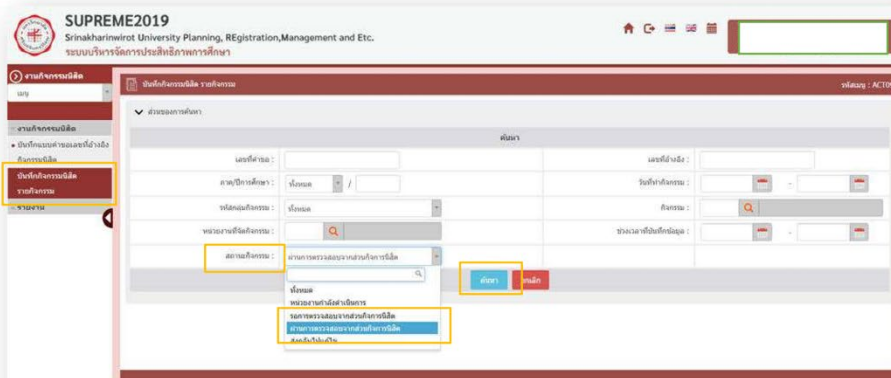 SUPREME2019
Srinakharinwirot University Planning, REgistration,Management and Etc.
ระบบบริหารจัดการประสิทธิภาพการศึกษา
งานกิจกรรมนิสิต
เมนู
บันทึกกิจกรรมนิสิต รายกิจกรรม
รหัสเมนู : ACT09
ส่วนของการค้นหา
งานกิจกรรมนิสิต
บันทึกแบบคำขอเลขที่อ้างอิง
กิจกรรมนิสิต
บันทึกกิจกรรมนิสิต
รายกิจกรรม
รายงาน
ค้นหา
เลขที่คำขอ :
เลขที่อ้างอิง :
ภาค/ปีการศึกษา : ทั้งหมด /
วันที่ทำกิจกรรม : -
รหัสกลุ่มกิจกรรม : ทั้งหมด
กิจกรรม :
หน่วยงานที่จัดกิจกรรม :
ช่วงเวลาที่บันทึกข้อมูล : -
สถานะกิจกรรม : ผ่านการตรวจสอบจากส่วนกิจการนิสิต
ค้นหา
ยกเลิก
ทั้งหมด
หน่วยงานกำลังดำเนินการ
รอการตรวจสอบจากส่วนกิจการนิสิต
ผ่านการตรวจสอบจากส่วนกิจการนิสิต
ส่งกลับให้แก้ไข